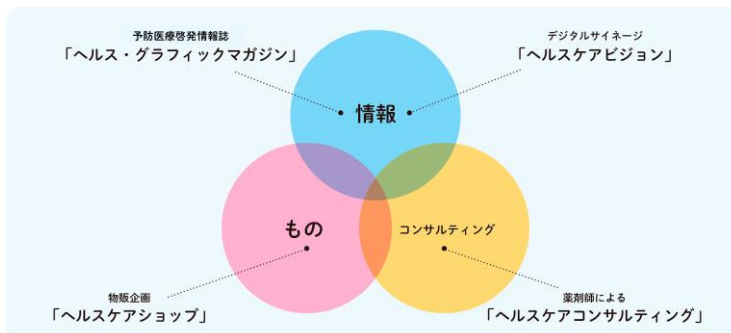 予防医療啓発情報誌
「ヘルス・グラフィックマガジン」
デジタルサイネージ
「ヘルスケアビジョン」
情報
もの
コンサルティング
物販企画
「ヘルスケアショップ」
薬剤師による
「ヘルスケアコンサルティング」